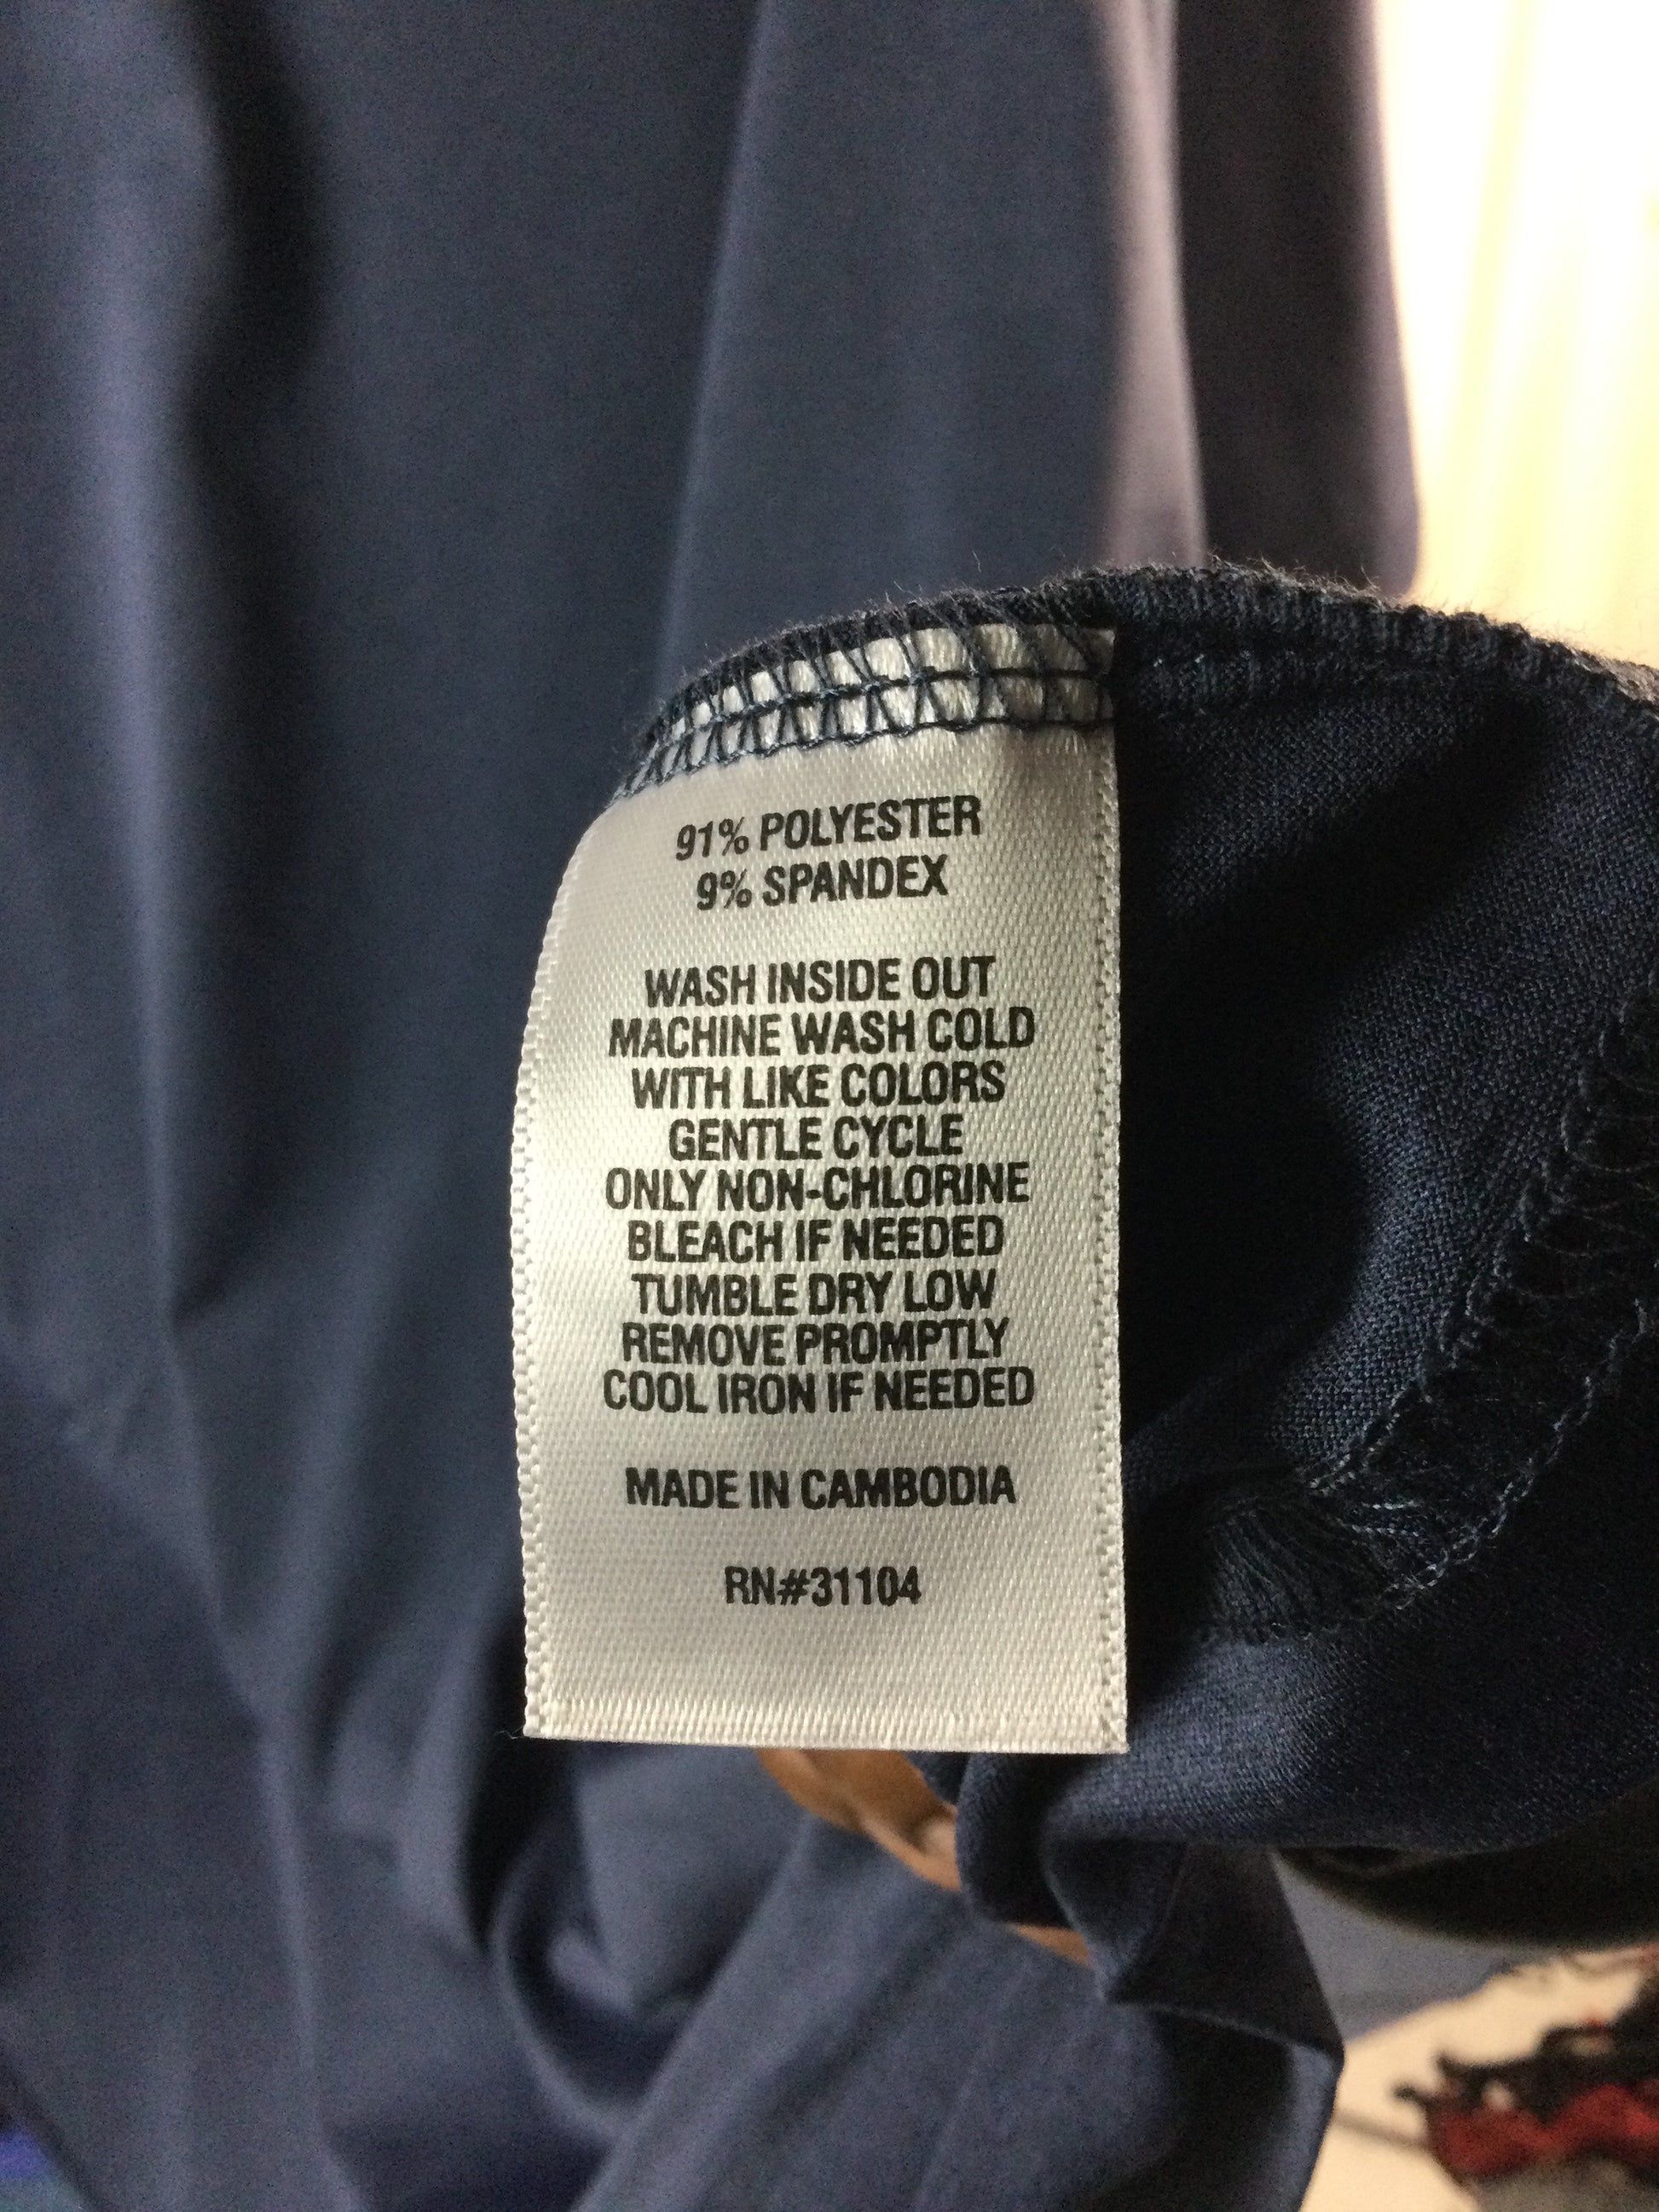 91% POLYESTER
9% SPANDEX
WASH INSIDE OUT
MACHINE WASH COLD
WITH LIKE COLORS
GENTLE CYCLE
ONLY NON-CHLORINE
BLEACH IF NEEDED
TUMBLE DRY LOW
REMOVE PROMPTLY
COOL IRON IF NEEDED
MADE IN CAMBODIA
RN#31104